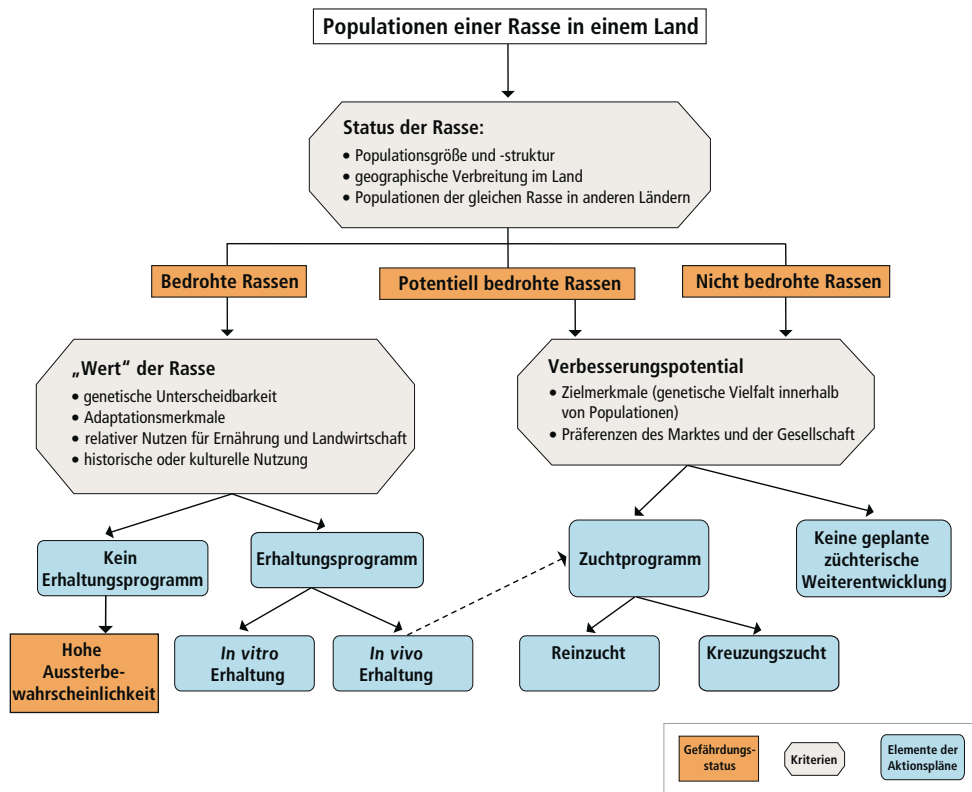 Populationen einer Rasse in einem Land
Status der Rasse:
• Populationsgröße und -struktur
• geographische Verbreitung im Land
• Populationen der gleichen Rasse in anderen Ländern
Bedrohte Rassen
Potentiell bedrohte Rassen
Nicht bedrohte Rassen
„Wert“ der Rasse
• genetische Unterscheidbarkeit
• Adaptationsmerkmale
• relativer Nutzen für Ernährung und Landwirtschaft
• historische oder kulturelle Nutzung
Verbesserungspotential
• Zielmerkmale (genetische Vielfalt innerhalb
von Populationen)
• Präferenzen des Marktes und der Gesellschaft
Kein
Erhaltungsprogramm
Erhaltungsprogramm
Zuchtprogramm
Keine geplante
züchterische
Weiterentwicklung
Hohe
Aussterbe-
wahrscheinlichkeit
In vitro
Erhaltung
In vivo
Erhaltung
Reinzucht
Kreuzungszucht
Gefährdungs-
status
Kriterien
Elemente der
Aktionspläne